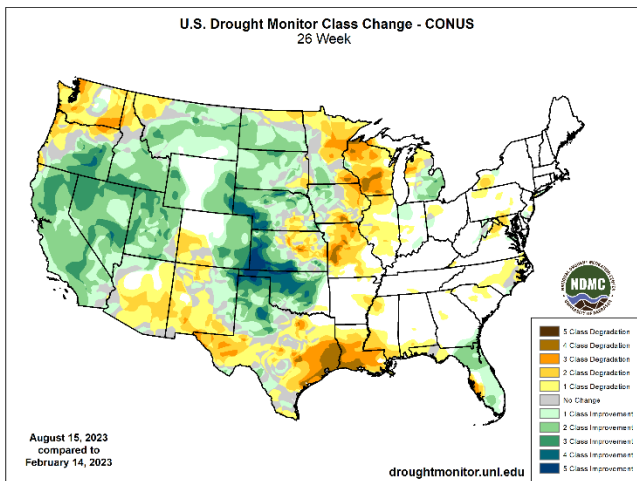 U.S. Drought Monitor Class Change - CONUS
26 Week
NDMC
5 Class Degradation
4 Class Degradation
3 Class Degradation
2 Class Degradation
1 Class Degradation
No Change
1 Class Improvement
2 Class Improvement
3 Class Improvement
4 Class Improvement
5 Class Improvement
August 15, 2023
compared to
February 14, 2023
droughtmonitor.unl.edu